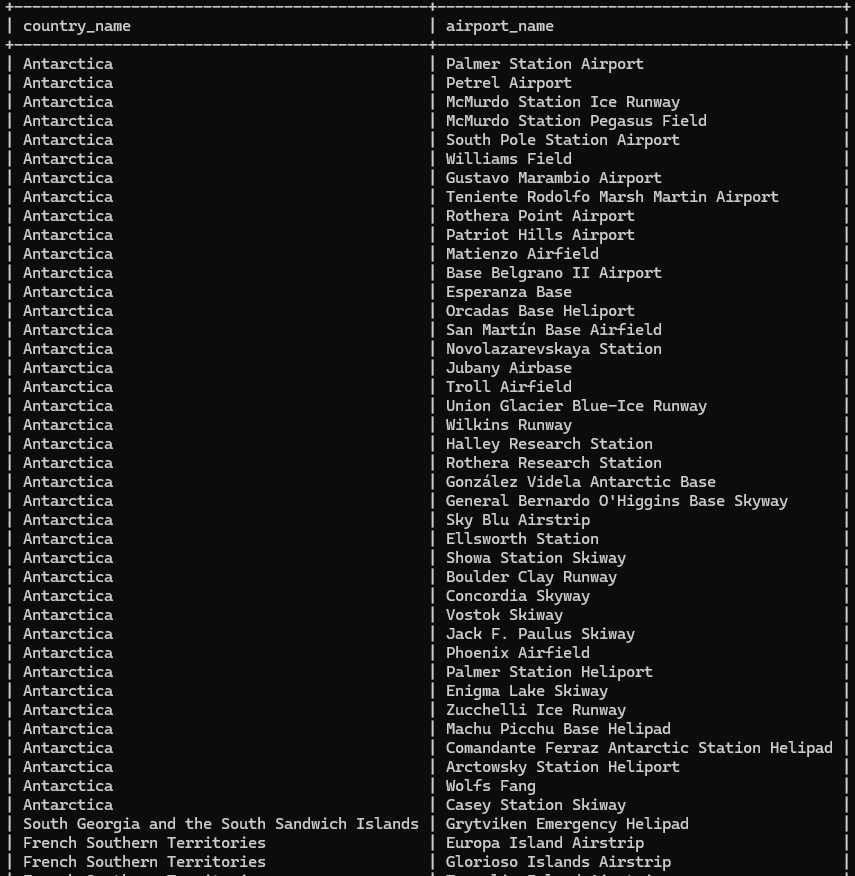 country_name | airport_name
Antarctica | Palmer Station Airport
Antarctica | Petrel Airport
Antarctica | McMurdo Station Ice Runway
Antarctica | McMurdo Station Pegasus Field
Antarctica | South Pole Station Airport
Antarctica | Williams Field
Antarctica | Gustavo Marambio Airport
Antarctica | Teniente Rodolfo Marsh Martin Airport
Antarctica | Rothera Point Airport
Antarctica | Patriot Hills Airport
Antarctica | Matienzo Airfield
Antarctica | Base Belgrano II Airport
Antarctica | Esperanza Base
Antarctica | Orcadas Base Heliport
Antarctica | San Martín Base Airfield
Antarctica | Novolazarevskaya Station
Antarctica | Jubany Airbase
Antarctica | Troll Airfield
Antarctica | Union Glacier Blue-Ice Runway
Antarctica | Wilkins Runway
Antarctica | Halley Research Station
Antarctica | Rothera Research Station
Antarctica | González Videla Antarctic Base
Antarctica | General Bernardo O'Higgins Base Skyway
Antarctica | Sky Blu Airstrip
Antarctica | Ellsworth Station
Antarctica | Showa Station Skiway
Antarctica | Boulder Clay Runway
Antarctica | Concordia Skyway
Antarctica | Vostok Skiway
Antarctica | Jack F. Paulus Skiway
Antarctica | Phoenix Airfield
Antarctica | Palmer Station Heliport
Antarctica | Enigma Lake Skiway
Antarctica | Zucchelli Ice Runway
Antarctica | Machu Picchu Base Helipad
Antarctica | Comandante Ferraz Antarctic Station Helipad
Antarctica | Arctowsky Station Heliport
Antarctica | Wolfs Fang
Antarctica | Casey Station Skiway
South Georgia and the South Sandwich Islands | Grytviken Emergency Helipad
French Southern Territories | Europa Island Airstrip
French Southern Territories | Glorioso Islands Airstrip